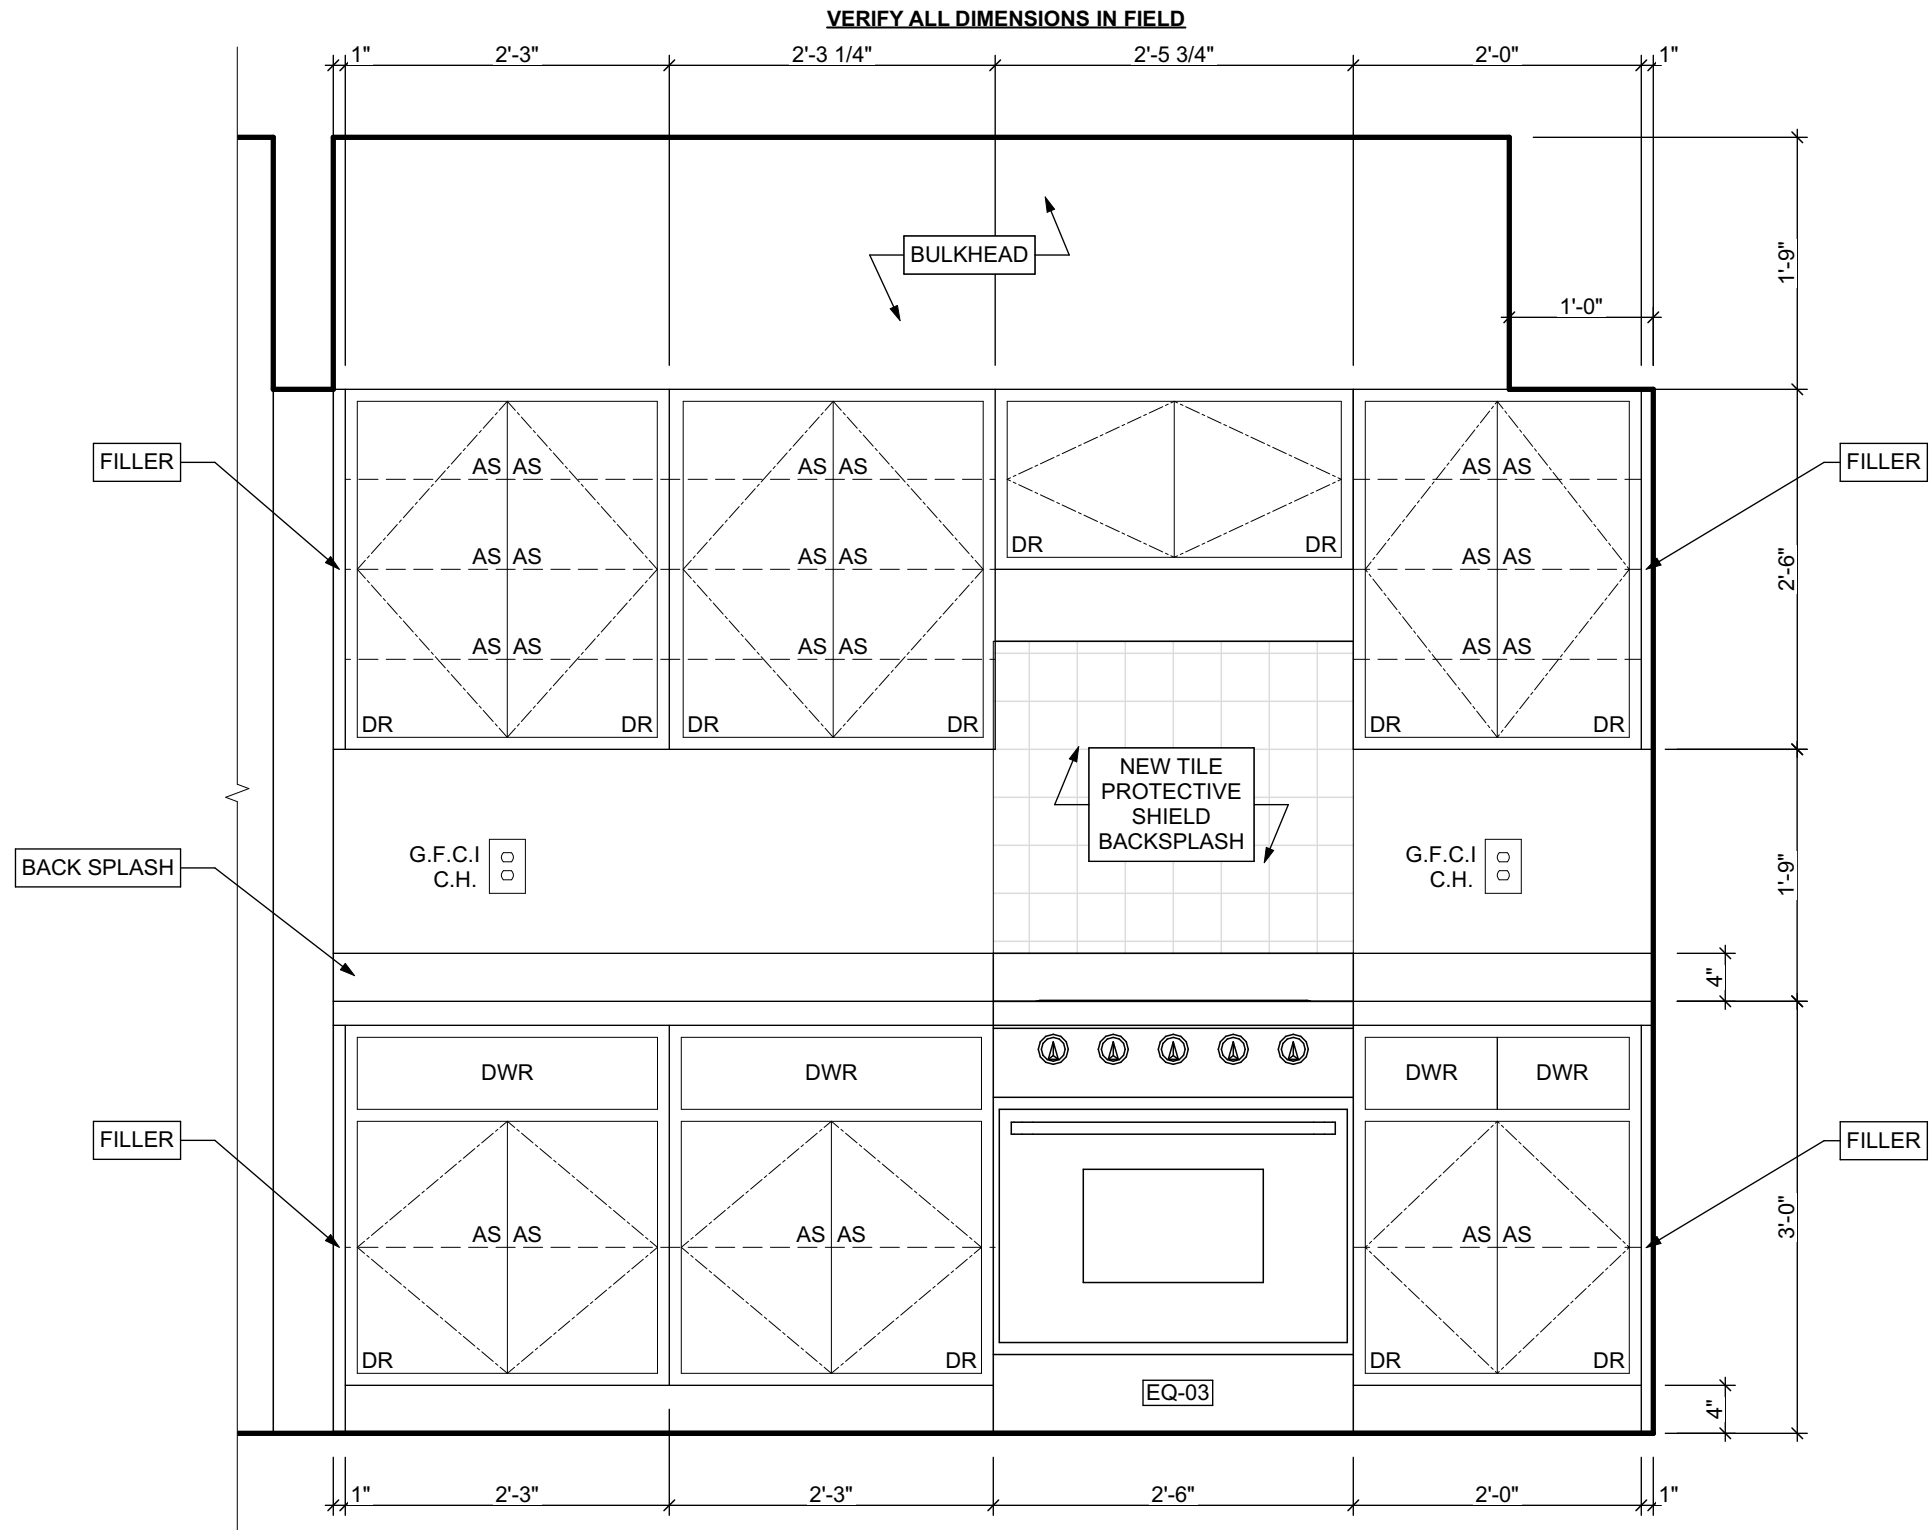 VERIFY ALL DIMENSIONS IN FIELD
1" 2'-3" 2'-3 1/4" 2'-5 3/4" 2'-0" 1"
BULKHEAD
1'-9"
1'-0"
FILLER
FILLER
AS AS AS AS AS AS
DR DR
AS AS AS AS AS AS
2'-6"
AS AS AS AS AS AS
DR DR DR DR DR DR
NEW TILE
PROTECTIVE
SHIELD
BACKSPLASH
G.F.C.I
C.H.
G.F.C.I
C.H.
BACK SPLASH
1'-9"
4"
DWR DWR DWR DWR
FILLER
FILLER
3'-0"
AS AS AS AS AS AS
DR DR DR DR
EQ-03
4"
1" 2'-3" 2'-3" 2'-6" 2'-0" 1"